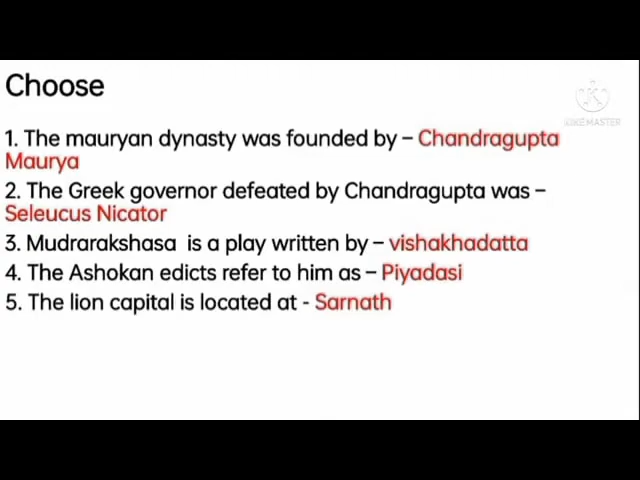 Choose
KINEMASTER
1. The mauryan dynasty was founded by – Chandragupta
Maurya
2. The Greek governor defeated by Chandragupta was –
Seleucus Nicator
3. Mudrarakshasa is a play written by – vishakhadatta
4. The Ashokan edicts refer to him as – Piyadasi
5. The lion capital is located at - Sarnath